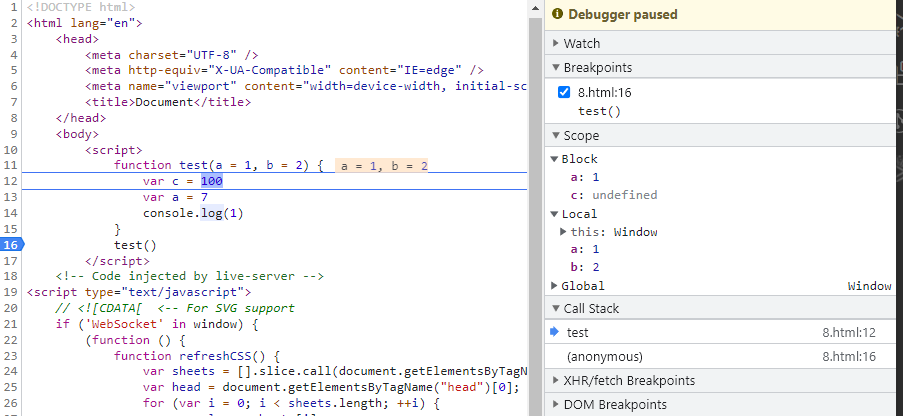 1 <!DOCTYPE html>
2 <html lang="en">
3 <head>
4 <meta charset="UTF-8" />
5 <meta http-equiv="X-UA-Compatible" content="IE=edge" />
6 <meta name="viewport" content="width=device-width, initial-sc
7 <title>Document</title>
8 </head>
9 <body>
10 <script>
11 function test(a = 1, b = 2) { a = 1, b = 2
12 var c = 100
13 var a = 7
14 console.log(1)
15 }
16 test()
17 </script>
18 <!-- Code injected by live-server -->
19 <script type="text/javascript">
20 // <![CDATA[ <-- For SVG support
21 if ('WebSocket' in window) {
22 (function () {
23 function refreshCSS() {
24 var sheets = [].slice.call(document.getElementsByTagN
25 var head = document.getElementsByTagName("head")[0];
26 for (var i = 0; i < sheets.length; ++i) {
Debugger paused
Watch
Breakpoints
8.html:16
test()
Scope
Block
a: 1
c: undefined
Local
this: Window
a: 1
b: 2
Global Window
Call Stack
test 8.html:12
(anonymous) 8.html:16
XHR/fetch Breakpoints
DOM Breakpoints